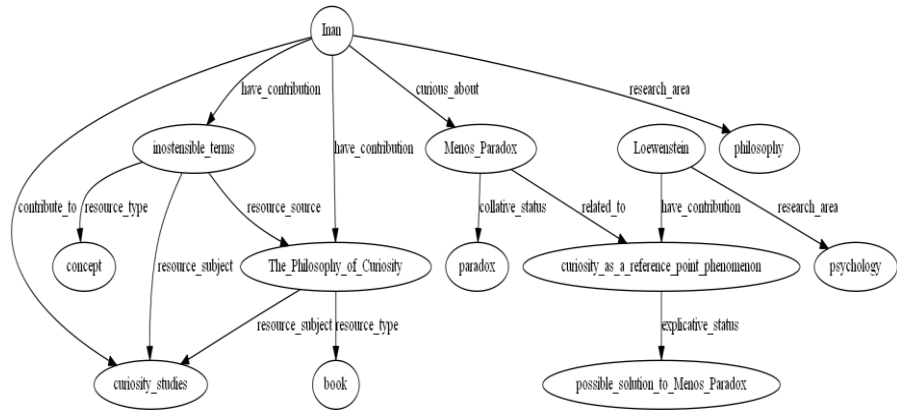 Inan
have_contribution
curious_about
research_area
inostensible_terms
have_contribution
Menos_Paradox
Loewenstein
philosophy
contribute_to
resource_type
resource_source
collative_status
related_to
have_contribution
research_area
concept
resource_subject
The_Philosophy_of_Curiosity
paradox
curiosity_as_a_reference_point_phenomenon
psychology
resource_subject
resource_type
explicative_status
curiosity_studies
book
possible_solution_to_Menos_Paradox